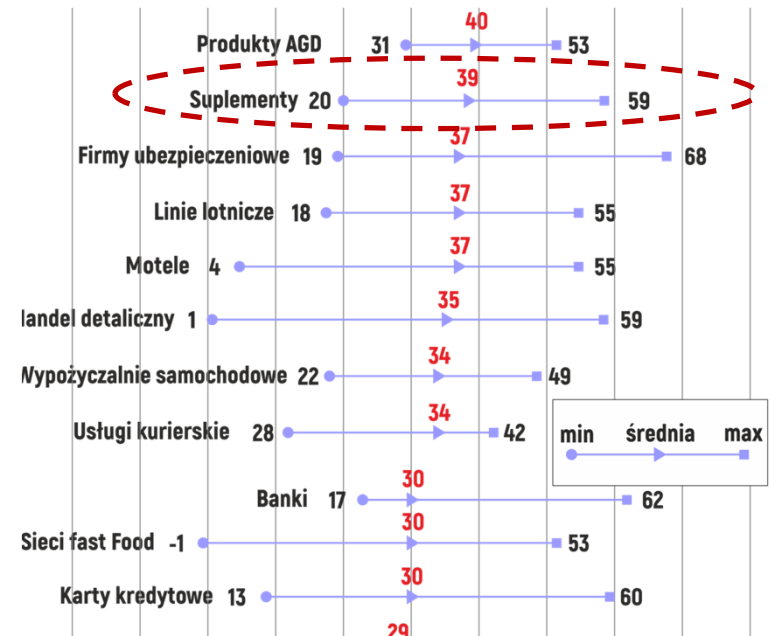 40
Produkty AGD 31 53
39
Suplementy 20 59
37
Firmy ubezpieczeniowe 19 68
37
Linie lotnicze 18 55
37
Motele 4 55
35
andel detaliczny 1 59
34
Wypożyczalnie samochodowe 22 49
34
Usługi kurierskie 28 42
min średnia max
30
Banki 17 62
30
Sieci fast Food -1 53
30
Karty kredytowe 13 60
29